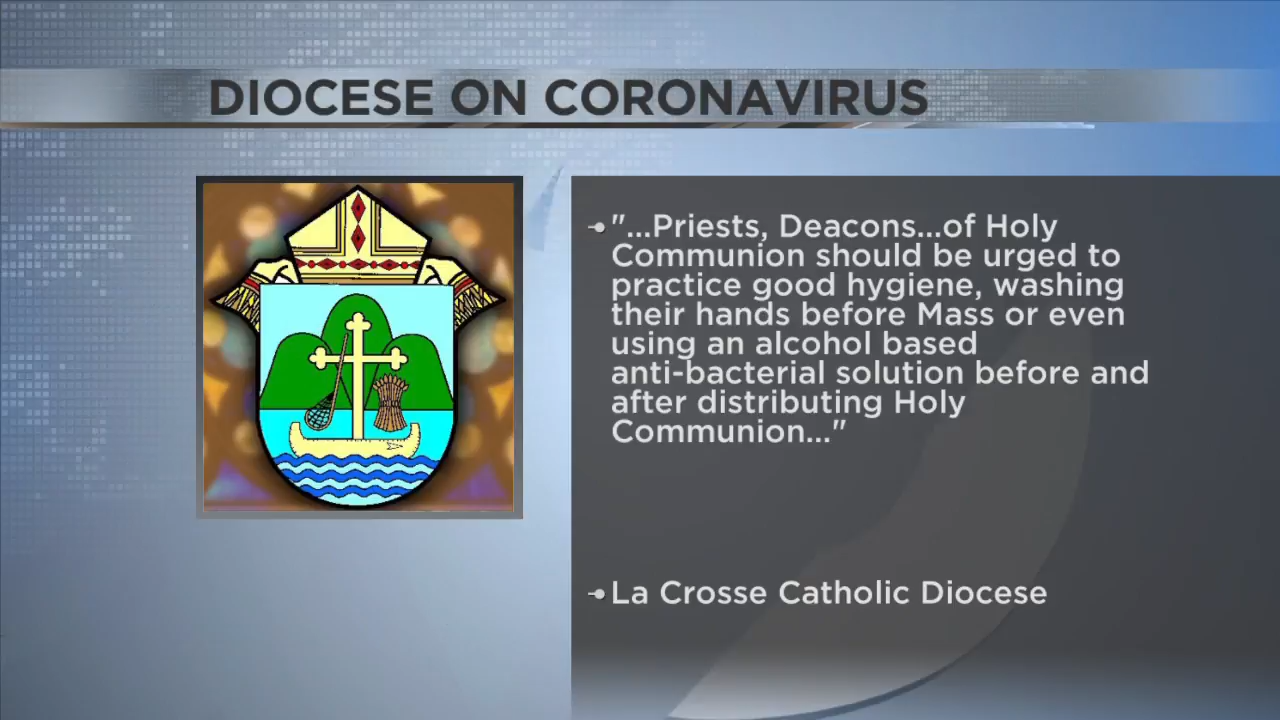 DIOCESE ON CORONAVIRUS
"...Priests, Deacons...of Holy
Communion should be urged to
practice good hygiene, washing
their hands before Mass or even
using an alcohol based
anti-bacterial solution before and
after distributing Holy
Communion..."
La Crosse Catholic Diocese